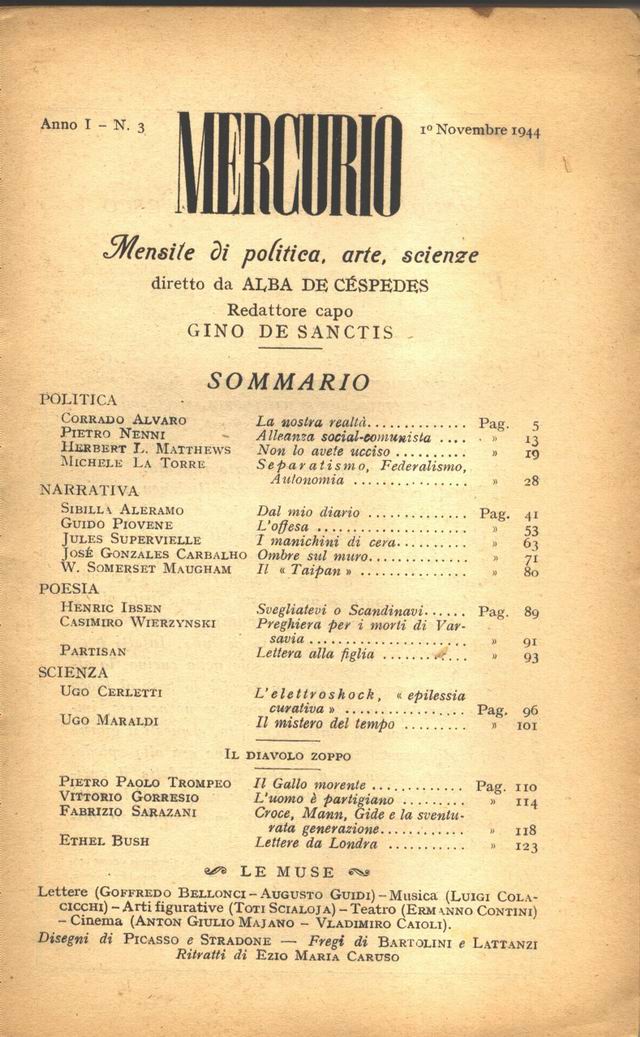 Anno I - N. 3
MERCURIO
1º Novembre 1944
Mensile di politica, arte, scienze
diretto da ALBA DE CÉSPEDES
Redattore capo
GINO DE SANCTIS
SOMMARIO
POLITICA
CORRADO ALVARO La nostra realtà............. Pag. 5
PIETRO NENNI Alleanza social-comunista .... » 13
HERBERT L. MATTHEWS Non lo avete ucciso .......... » 19
MICHELE LA TORRE Separatismo, Federalismo,
Autonomia ................ » 28
NARRATIVA
SIBILLA ALERAMO Dal mio diario ............. Pag. 41
GUIDO PIOVENE L'offesa ................... » 53
JULES SUPERVIELLE I manichini di cera.......... » 63
JOSÉ GONZALES CARBALHO Ombre sul muro............. » 71
W. SOMERSET MAUGHAM Il « Taipan » .............. » 80
POESIA
HENRIC IBSEN Svegliatevi o Scandinavi...... Pag. 89
CASIMIRO WIERZYNSKI Preghiera per i morti di Var-
savia ...................... » 91
PARTISAN Lettera alla figlia ........... » 93
SCIENZA
UGO CERLETTI L'elettroshock, « epilessia
curativa » ................. Pag. 96
UGO MARALDI Il mistero del tempo ......... » 101
IL DIAVOLO ZOPPO
PIETRO PAOLO TROMPEO Il Gallo morente ............ Pag. 110
VITTORIO GORRESIO L'uomo è partigiano ......... » 114
FABRIZIO SARAZANI Croce, Mann, Gide e la sventu-
rata generazione............ » 118
ETHEL BUSH Lettere da Londra ........... » 123
LE MUSE
Lettere (GOFFREDO BELLONCI – AUGUSTO GUIDI) – Musica (LUIGI COLA-
CICCHI) – Arti figurative (TOTI SCIALOJA) – Teatro (ERMANNO CONTINI)
– Cinema (ANTON GIULIO MAJANO – VLADIMIRO CAIOLI).
Disegni di PICASSO e STRADONE — Fregi di BARTOLINI e LATTANZI
Ritratti di EZIO MARIA CARUSO